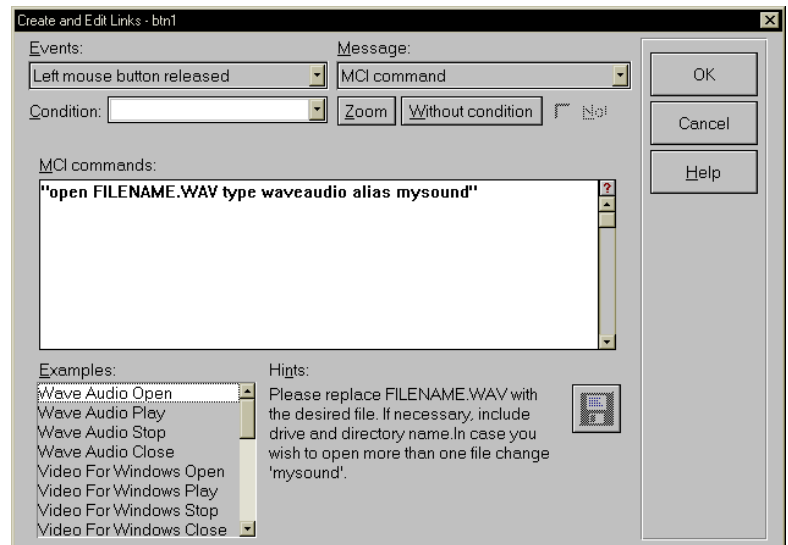 Create and Edit Links - btn1
Events:
Message:
Left mouse button released
MCI command
Condition:
Zoom
Without condition
No!
OK
Cancel
Help
MCI commands:
"open FILENAME.WAV type waveaudio alias mysound"
?
Examples:
Wave Audio Open
Wave Audio Play
Wave Audio Stop
Wave Audio Close
Video For Windows Open
Video For Windows Play
Video For Windows Stop
Video For Windows Close
Hints:
Please replace FILENAME.WAV with
the desired file. If necessary, include
drive and directory name.In case you
wish to open more than one file change
'mysound'.